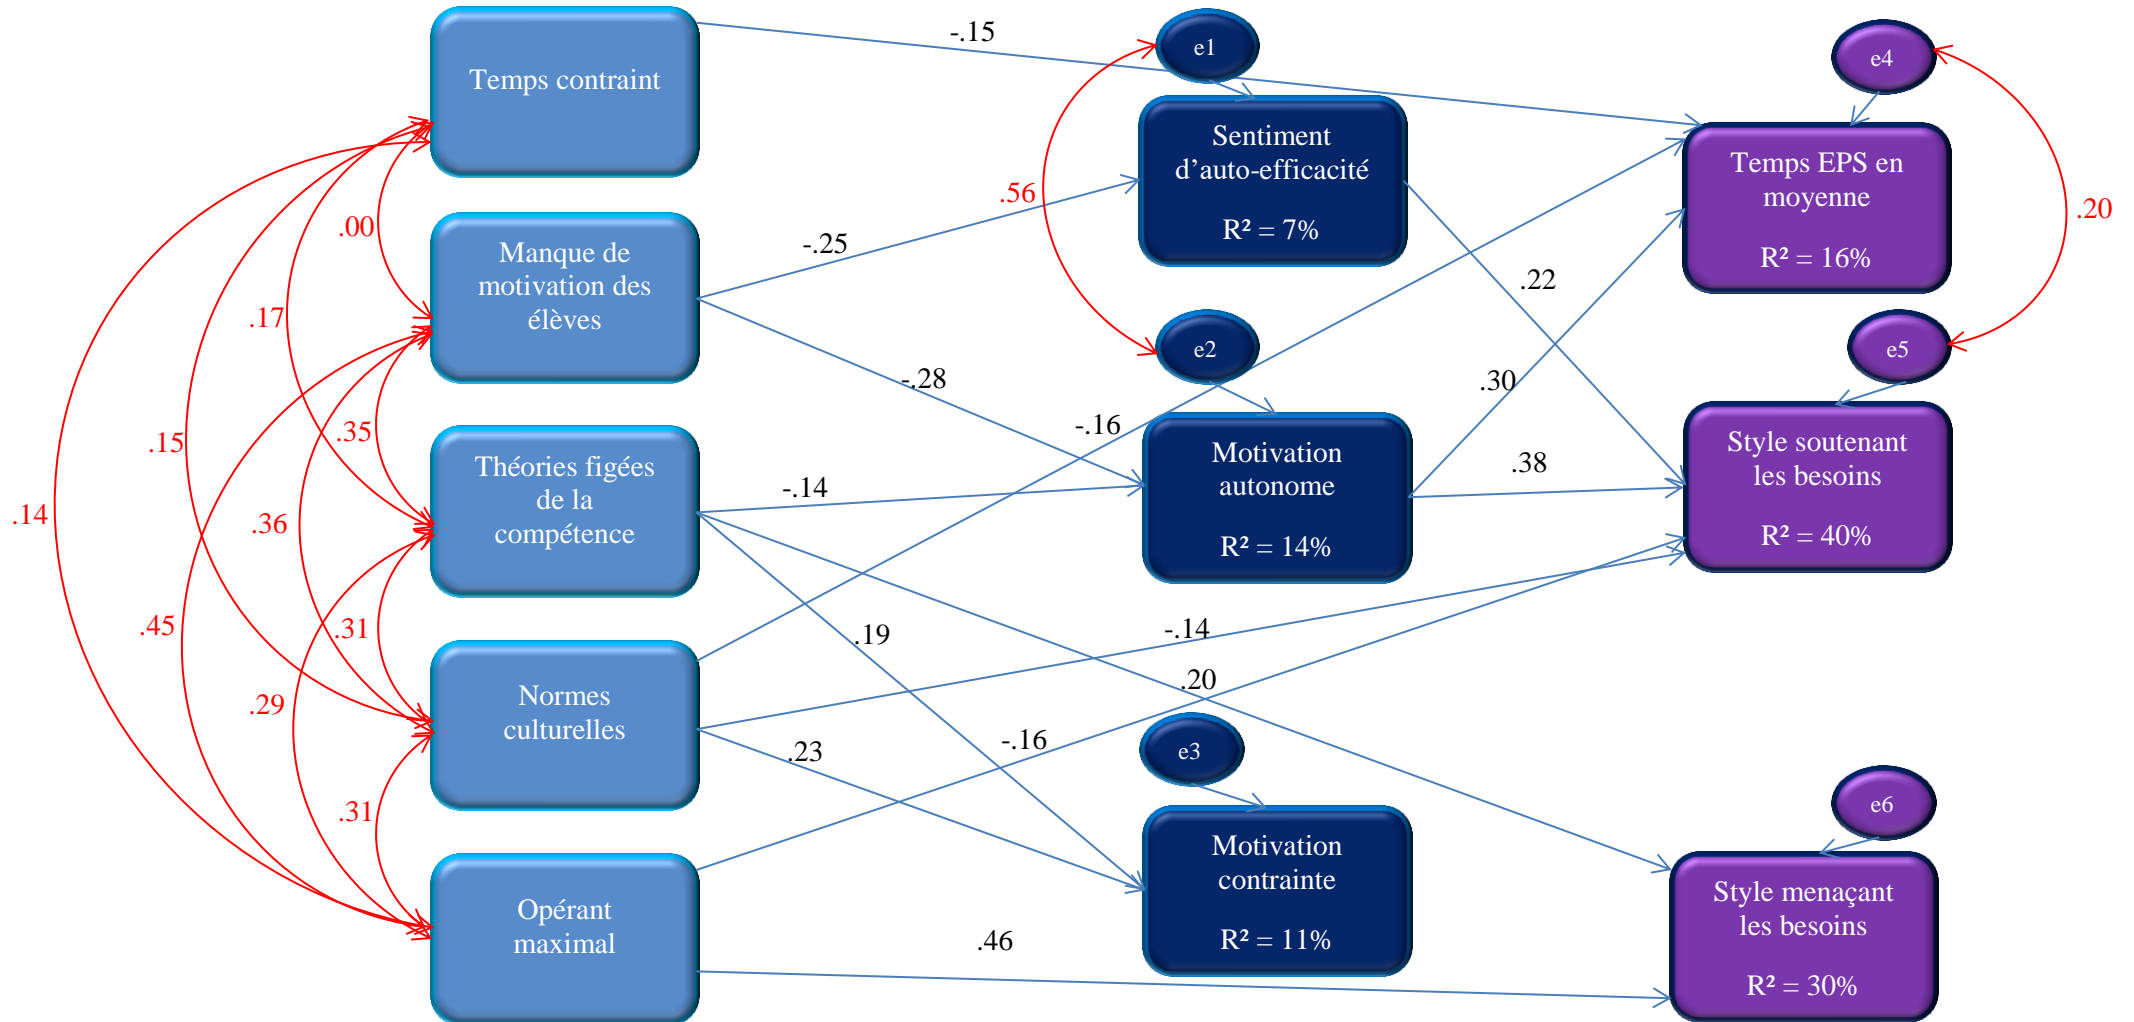 Temps contraint
Manque de
motivation des
élèves
Théories figées
de la
compétence
Normes
culturelles
Opérant
maximal
.00
.17
.15
.14
.35
.36
.45
.31
.29
.31
-.15
-.25
-.28
-.14
-.16
.19
.23
-.14
.20
-.16
.46
e1
Sentiment
d’auto-efficacité
R² = 7%
.56
e2
Motivation
autonome
R² = 14%
e3
Motivation
contrainte
R² = 11%
.22
.30
.38
e4
Temps EPS en
moyenne
R² = 16%
.20
e5
Style soutenant
les besoins
R² = 40%
e6
Style menaçant
les besoins
R² = 30%